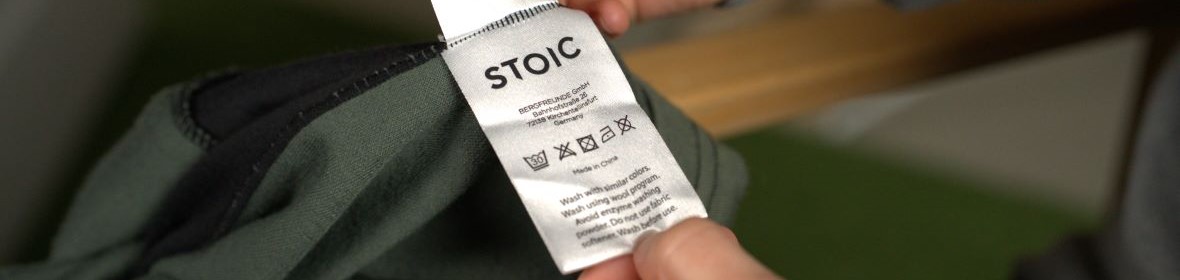 STOIC
BERGFREUNDE GmbH
Bahnhofstraße 26
72138 Kirchentellinsfurt
Germany
30
Made in China
Wash with similar colors.
Wash using wool program.
Avoid enzyme washing
powder. Do not use fabric
softener. Wash before use.